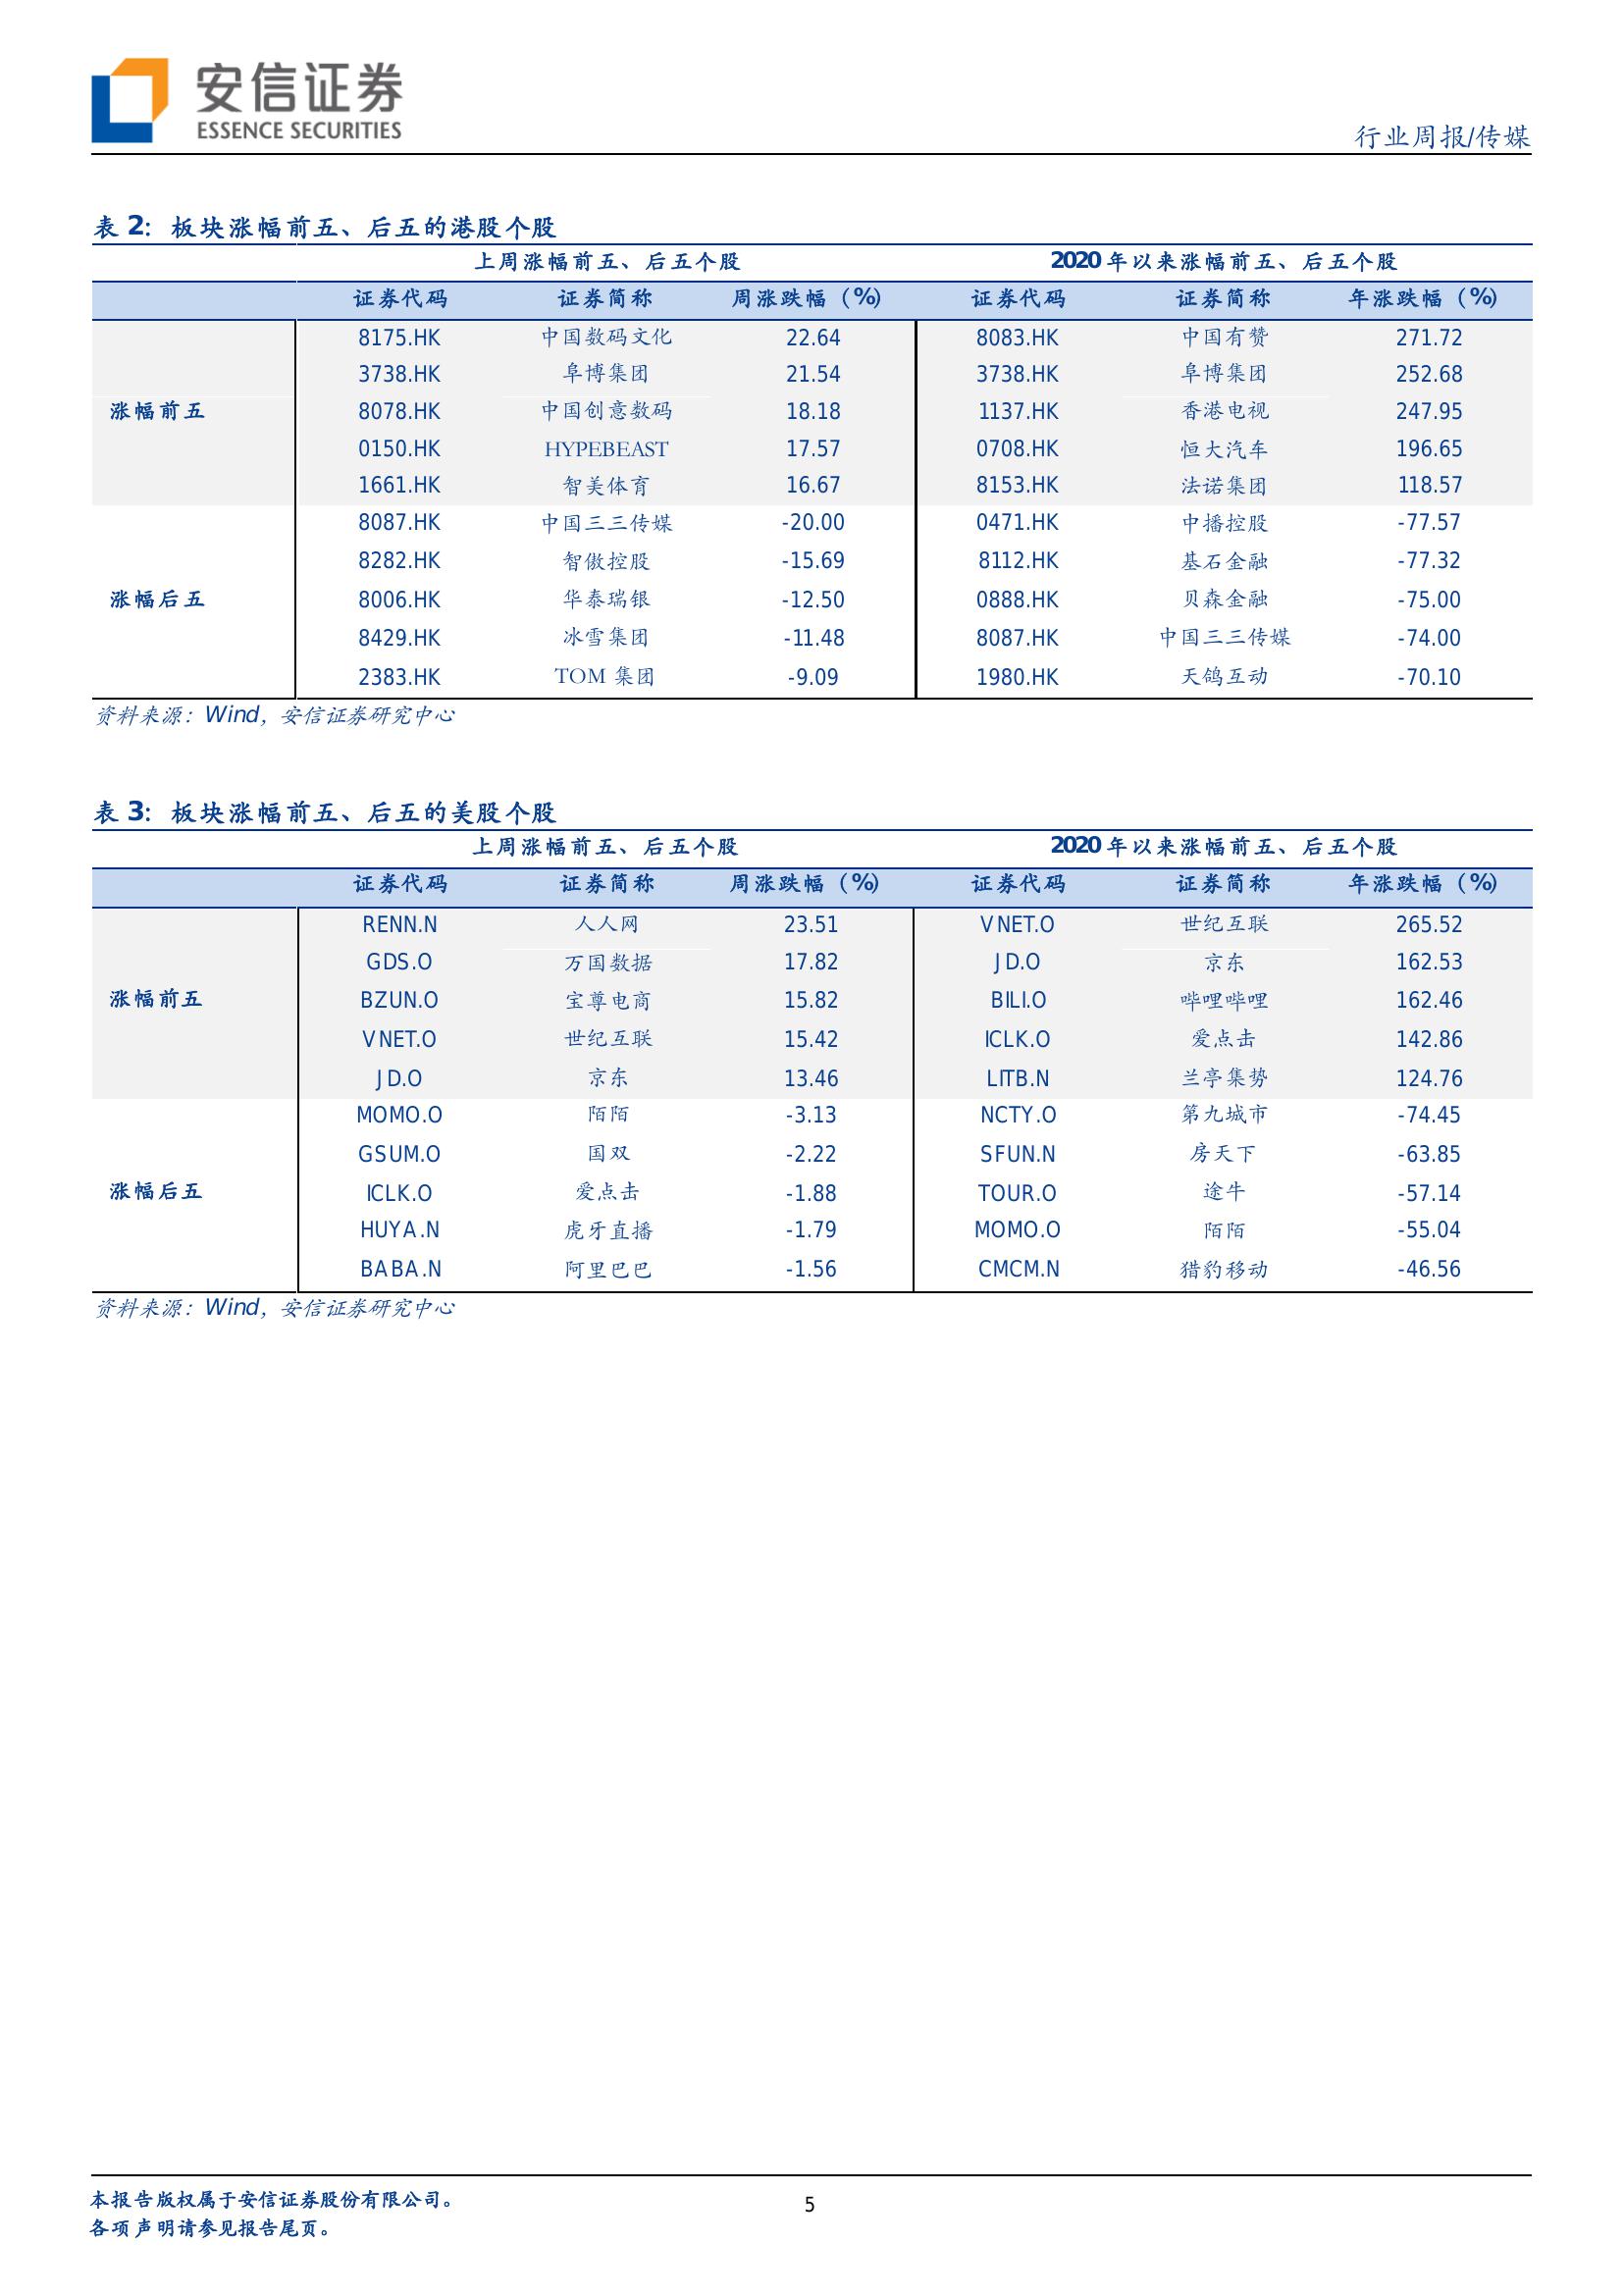 安信证券
ESSENCE SECURITIES
行业周报/传媒
表 2：板块涨幅前五、后五的港股个股
上周涨幅前五、后五个股 2020 年以来涨幅前五、后五个股
证券代码 证券简称 周涨跌幅（%） 证券代码 证券简称 年涨跌幅（%）
8175.HK 中国数码文化 22.64 8083.HK 中国有赞 271.72
3738.HK 阜博集团 21.54 3738.HK 阜博集团 252.68
涨幅前五 8078.HK 中国创意数码 18.18 1137.HK 香港电视 247.95
0150.HK HYPEBEAST 17.57 0708.HK 恒大汽车 196.65
1661.HK 智美体育 16.67 8153.HK 法诺集团 118.57
8087.HK 中国三三传媒 -20.00 0471.HK 中播控股 -77.57
8282.HK 智傲控股 -15.69 8112.HK 基石金融 -77.32
涨幅后五 8006.HK 华泰瑞银 -12.50 0888.HK 贝森金融 -75.00
8429.HK 冰雪集团 -11.48 8087.HK 中国三三传媒 -74.00
2383.HK TOM 集团 -9.09 1980.HK 天鸽互动 -70.10
资料来源：Wind，安信证券研究中心
表 3：板块涨幅前五、后五的美股个股
上周涨幅前五、后五个股 2020 年以来涨幅前五、后五个股
证券代码 证券简称 周涨跌幅（%） 证券代码 证券简称 年涨跌幅（%）
RENN.N 人人网 23.51 VNET.O 世纪互联 265.52
GDS.O 万国数据 17.82 JD.O 京东 162.53
涨幅前五 BZUN.O 宝尊电商 15.82 BILI.O 哔哩哔哩 162.46
VNET.O 世纪互联 15.42 ICLK.O 爱点击 142.86
JD.O 京东 13.46 LITB.N 兰亭集势 124.76
MOMO.O 陌陌 -3.13 NCTY.O 第九城市 -74.45
GSUM.O 国双 -2.22 SFUN.N 房天下 -63.85
涨幅后五 ICLK.O 爱点击 -1.88 TOUR.O 途牛 -57.14
HUYA.N 虎牙直播 -1.79 MOMO.O 陌陌 -55.04
BABA.N 阿里巴巴 -1.56 CMCM.N 猎豹移动 -46.56
资料来源：Wind，安信证券研究中心
本报告版权属于安信证券股份有限公司。
各项声明请参见报告尾页。
5